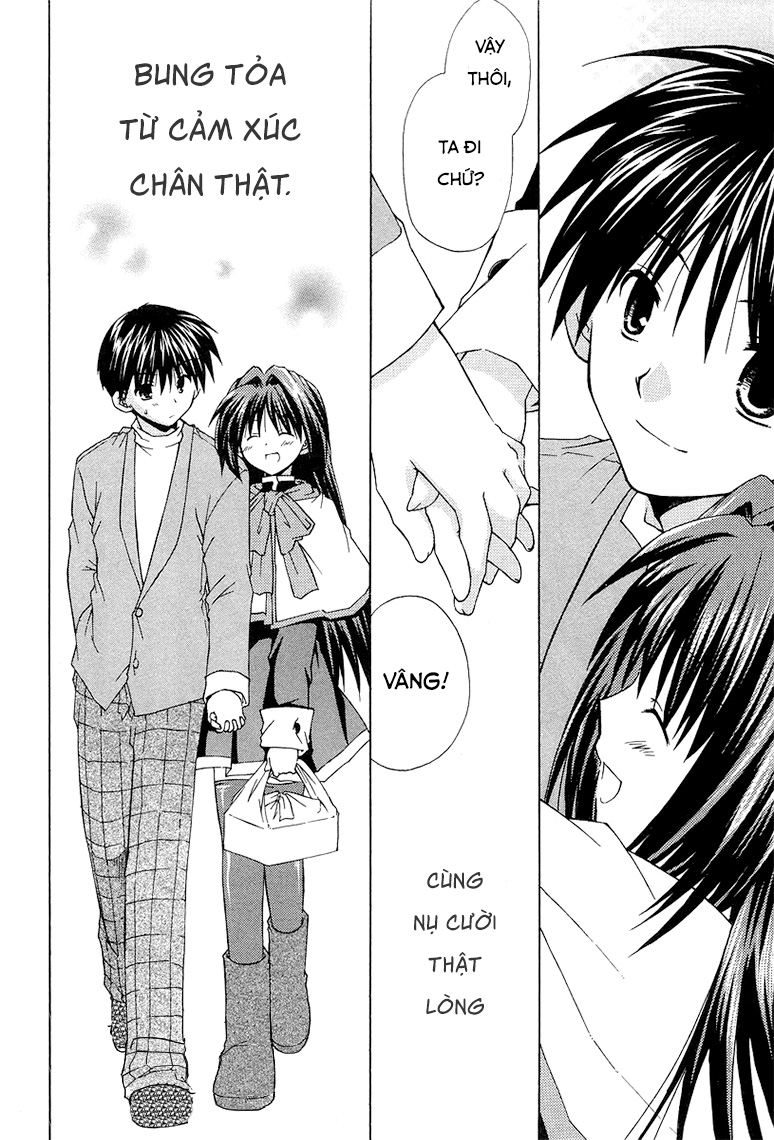 VẬY
THÔI,
TA ĐI
CHỨ?
VÂNG!
CÙNG
NỤ CƯỜI
THẬT
LÒNG
BUNG TỎA
TỪ CẢM XÚC
CHÂN THẬT.